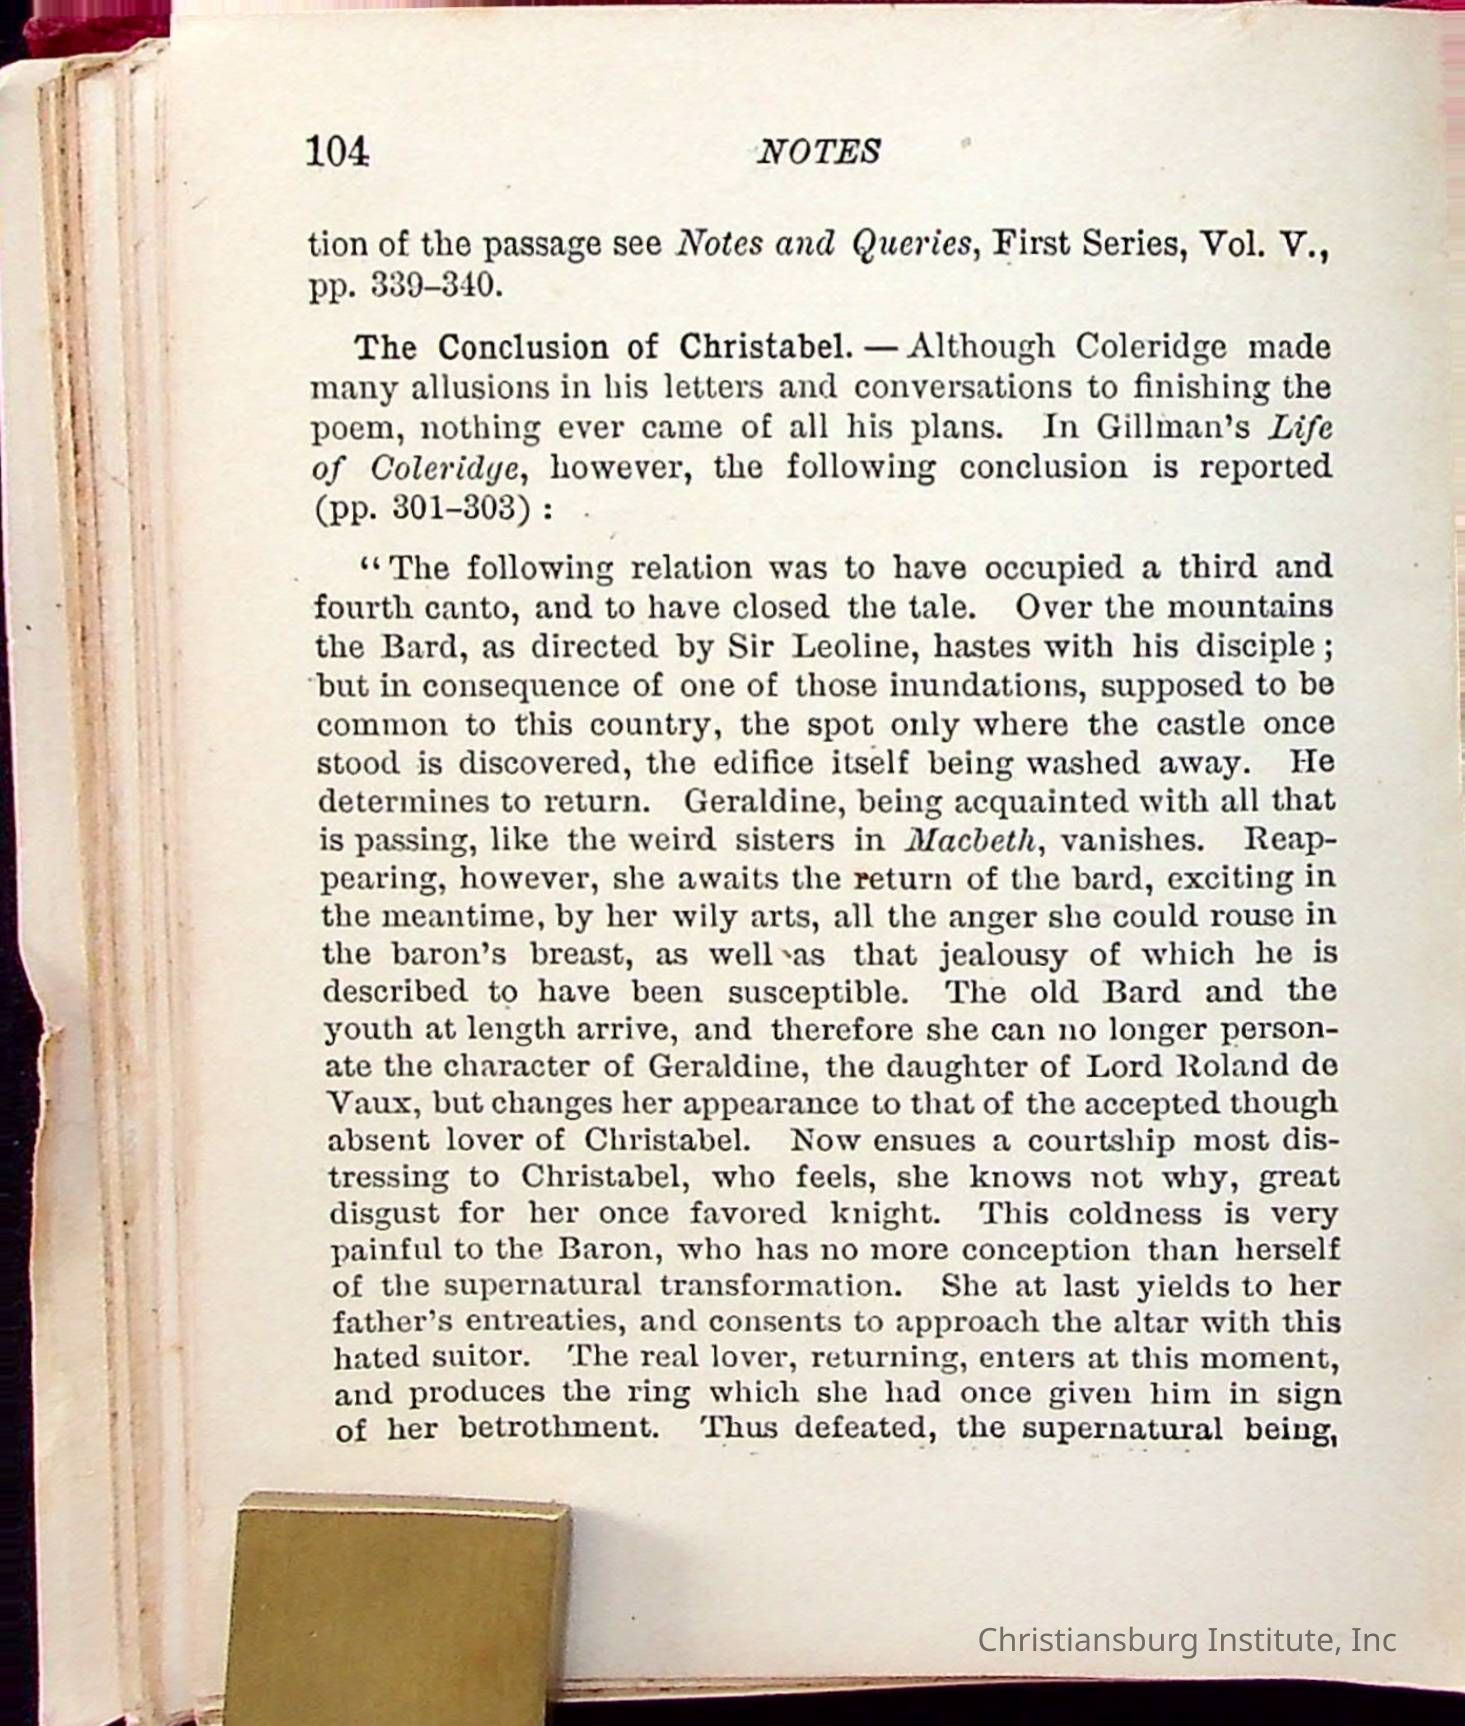 104 NOTES
tion of the passage see Notes and Queries, First Series, Vol. V.,
pp. 339–340.
The Conclusion of Christabel. — Although Coleridge made
many allusions in his letters and conversations to finishing the
poem, nothing ever came of all his plans. In Gillman's Life
of Coleridge, however, the following conclusion is reported
(pp. 301–303) :
"The following relation was to have occupied a third and
fourth canto, and to have closed the tale. Over the mountains
the Bard, as directed by Sir Leoline, hastes with his disciple ;
but in consequence of one of those inundations, supposed to be
common to this country, the spot only where the castle once
stood is discovered, the edifice itself being washed away. He
determines to return. Geraldine, being acquainted with all that
is passing, like the weird sisters in Macbeth, vanishes. Reap-
pearing, however, she awaits the return of the bard, exciting in
the meantime, by her wily arts, all the anger she could rouse in
the baron's breast, as well as that jealousy of which he is
described to have been susceptible. The old Bard and the
youth at length arrive, and therefore she can no longer person-
ate the character of Geraldine, the daughter of Lord Roland de
Vaux, but changes her appearance to that of the accepted though
absent lover of Christabel. Now ensues a courtship most dis-
tressing to Christabel, who feels, she knows not why, great
disgust for her once favored knight. This coldness is very
painful to the Baron, who has no more conception than herself
of the supernatural transformation. She at last yields to her
father's entreaties, and consents to approach the altar with this
hated suitor. The real lover, returning, enters at this moment,
and produces the ring which she had once given him in sign
of her betrothment. Thus defeated, the supernatural being,
Christiansburg Institute, Inc